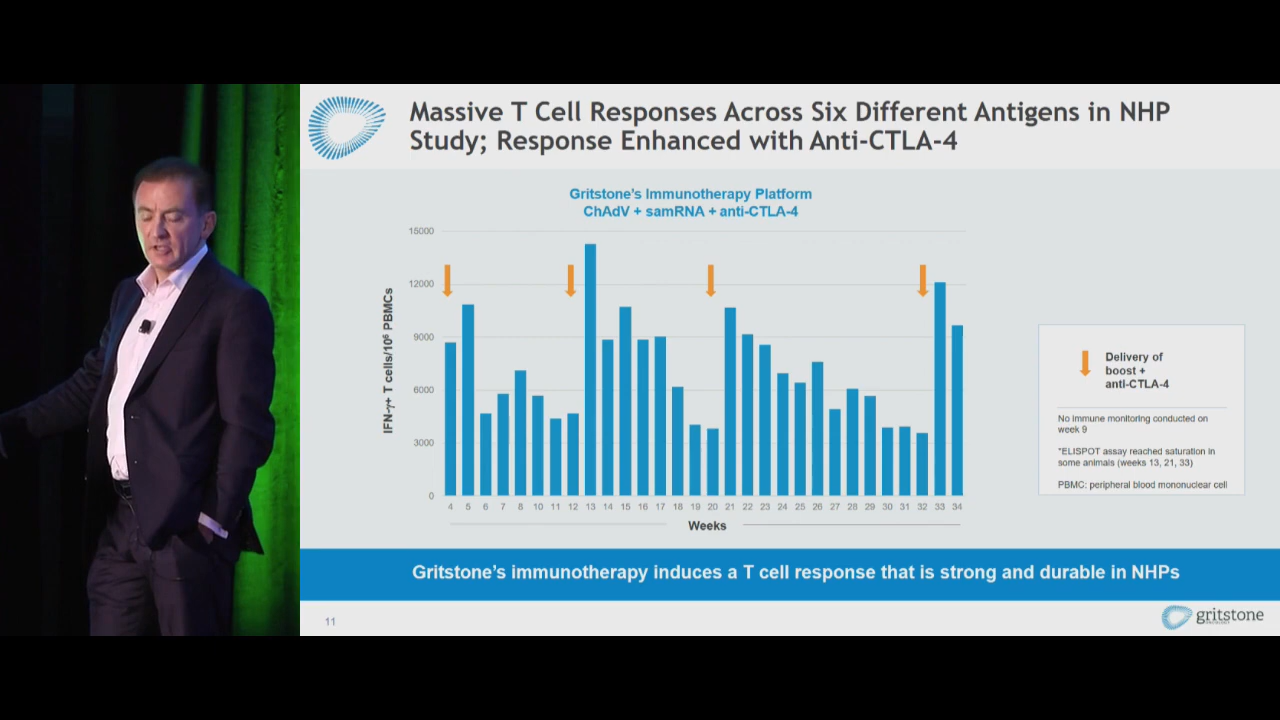 Massive T Cell Responses Across Six Different Antigens in NHP
Study; Response Enhanced with Anti-CTLA-4
Gritstone's Immunotherapy Platform
ChAdV + samRNA + anti-CTLA-4
IFN-γ+ T cells/10⁶ PBMCs
15000
12000
9000
6000
3000
0
4 5 6 7 8 10 11 12 13 14 15 16 17 18 19 20 21 22 23 24 25 26 27 28 29 30 31 32 33 34
Weeks
Delivery of
boost +
anti-CTLA-4
No immune monitoring conducted on
week 9
*ELISPOT assay reached saturation in
some animals (weeks 13, 21, 33)
PBMC: peripheral blood mononuclear cell
Gritstone's immunotherapy induces a T cell response that is strong and durable in NHPs
11
gritstone
ONCOLOGY